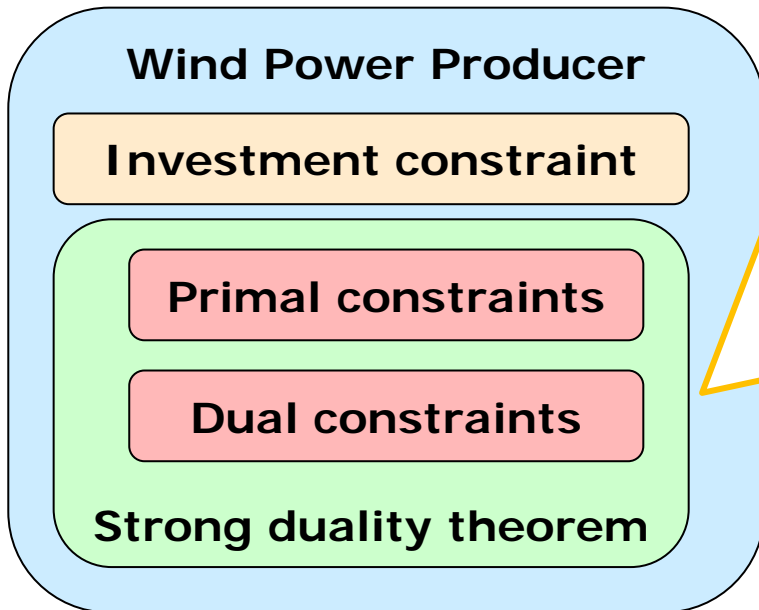 Wind Power Producer
Investment constraint
Primal constraints
Dual constraints
Strong duality theorem